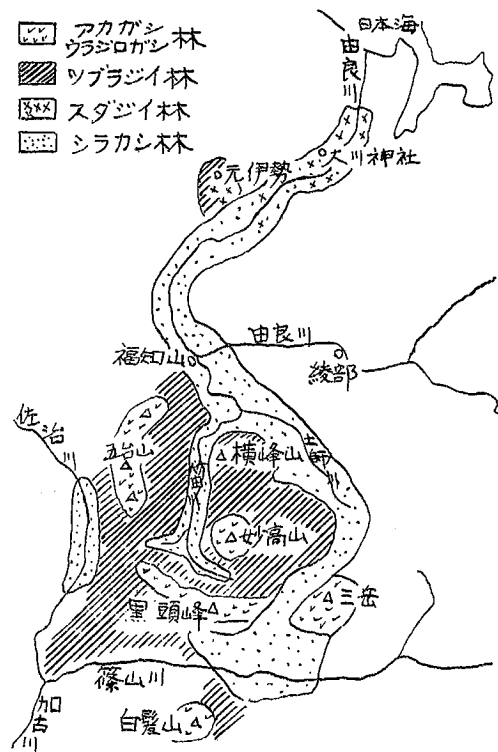 アカガシ
ウラジロガシ 林
ツブラジイ林
スダジイ林
シラカシ林
日本海
由良川
大川神社
元伊勢
由良川
福知山
綾部
佐治川
五台山
横峰山
土師川
竹田川
妙高山
三岳
黒頭峰
篠山川
加古川
白髪山